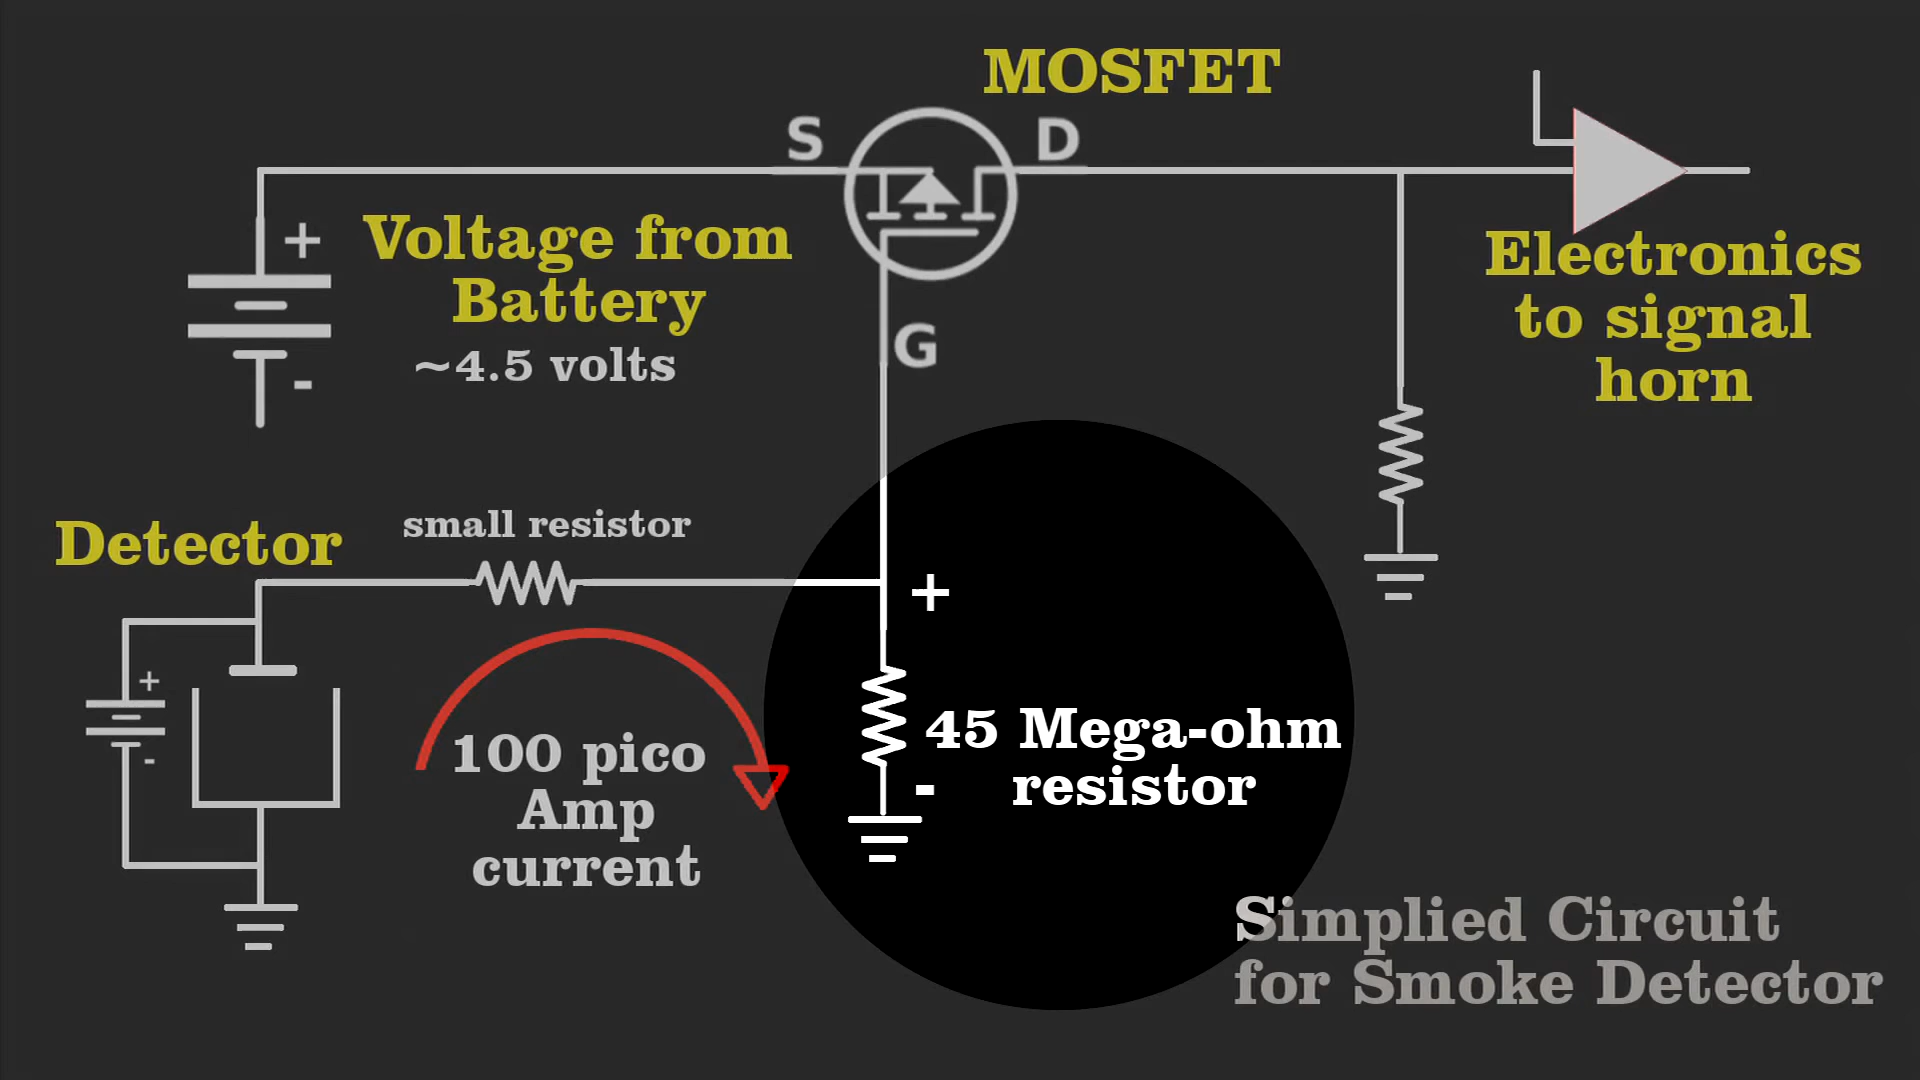 MOSFET
S
D
+
Voltage from
Battery
~4.5 volts
-
G
Electronics
to signal
horn
Detector
small resistor
+
-
100 pico
Amp
current
+
45 Mega-ohm
resistor
-
Simplied Circuit
for Smoke Detector